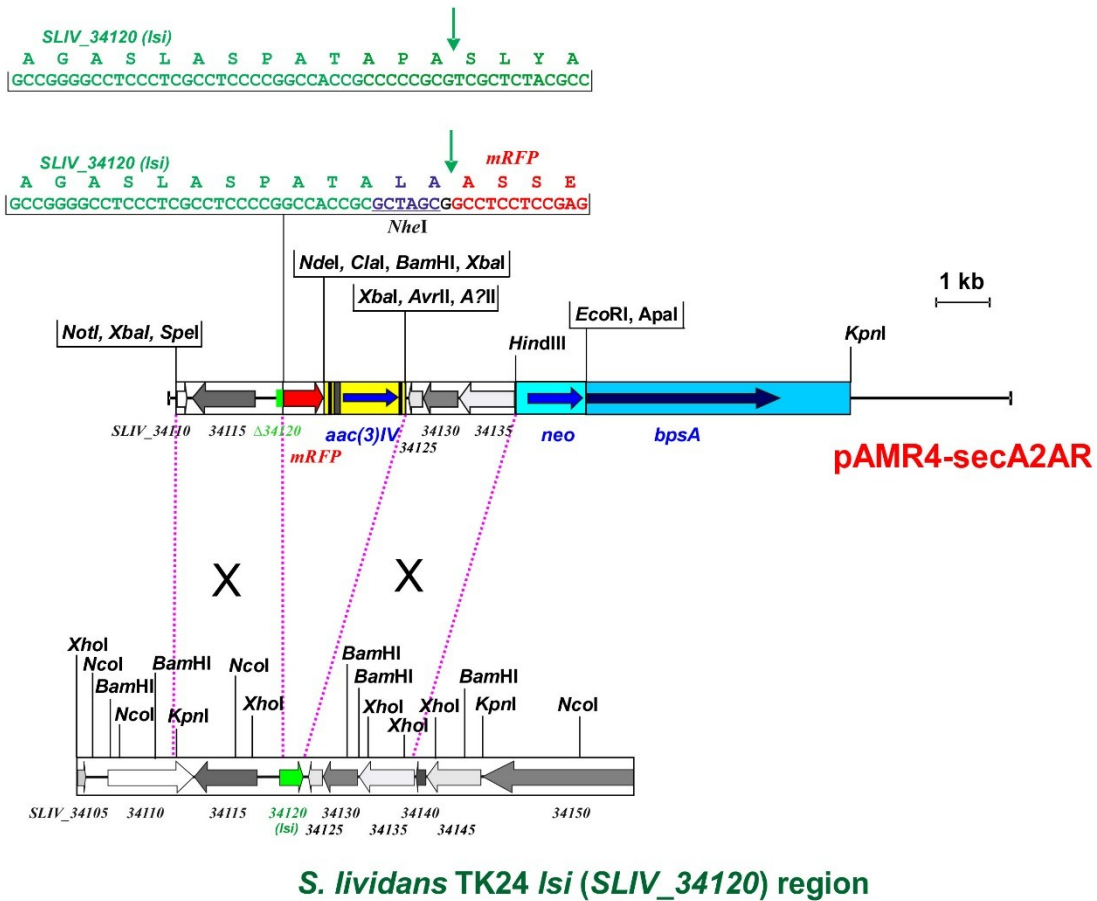 SLIV_34120 (lsi)
A G A S L A S P A T A P A S L Y A
GCCGGGGCCTCCCTCGCCTCCCCGGCCACCGCCCCCGCGTCGCTCTACGCC
SLIV_34120 (lsi) mRFP
A G A S L A S P A T A L A A S S E
GCCGGGGCCTCCCTCGCCTCCCCGGCCACCGCGCTAGCGGCCTCCTCCGAG
NheI
NdeI, ClaI, BamHI, XbaI
1 kb
XbaI, AvrII, A?II
EcoRI, ApaI
NotI, XbaI, SpeI
HindIII
KpnI
SLIV_34110 34115 Δ34120 mRFP aac(3)IV 34125 34130 34135 neo bpsA
pAMR4-secA2AR
X X
XhoI
NcoI
BamHI
NcoI
BamHI
KpnI
NcoI
XhoI
BamHI
BamHI
XhoI
XhoI
XhoI
BamHI
KpnI
NcoI
SLIV_34105 34110 34115 34120 (lsi) 34125 34130 34135 34140 34145 34150
S. lividans TK24 lsi (SLIV_34120) region